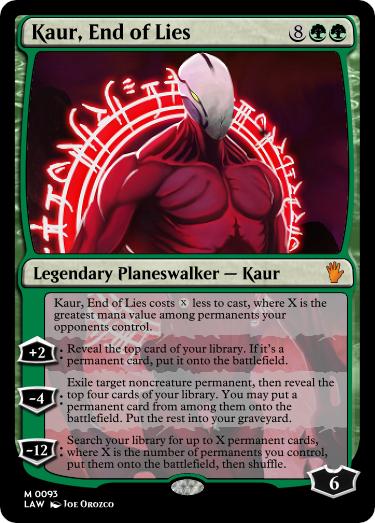 Kaur, End of Lies 8
Legendary Planeswalker — Kaur
Kaur, End of Lies costs X less to cast, where X is the
greatest mana value among permanents your
opponents control.
+2: Reveal the top card of your library. If it's a
permanent card, put it onto the battlefield.
-4: Exile target noncreature permanent, then reveal the
top four cards of your library. You may put a
permanent card from among them onto the
battlefield. Put the rest into your graveyard.
-12: Search your library for up to X permanent cards,
where X is the number of permanents you control,
put them onto the battlefield, then shuffle.
6
M 0093
LAW Joe Orozco